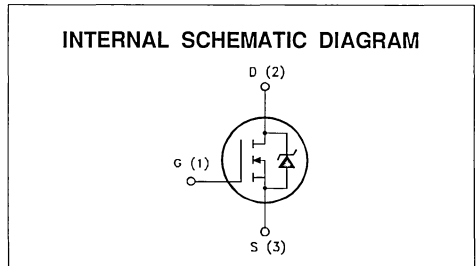 INTERNAL SCHEMATIC DIAGRAM
D (2)
G (1)
S (3)